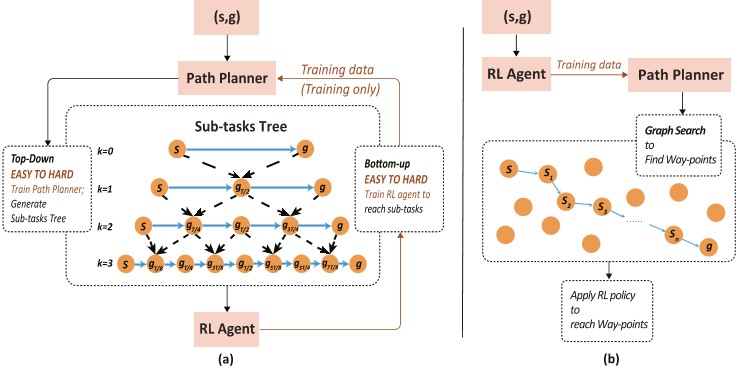 (s,g)
Path Planner
Training data
(Training only)
Sub-tasks Tree
Top-Down
EASY TO HARD
Train Path Planner;
Generate
Sub-tasks Tree
k=0
S
g
k=1
S
g_{T/2}
g
k=2
S
g_{T/4}
g_{T/2}
g_{3T/4}
g
k=3
S
g_{T/8}
g_{T/4}
g_{3T/8}
g_{T/2}
g_{5T/8}
g_{3T/4}
g_{7T/8}
g
Bottom-up
EASY TO HARD
Train RL agent to
reach sub-tasks
RL Agent
(a)
(s,g)
RL Agent
Training data
Path Planner
Graph Search
to
Find Way-points
S
S_1
S_2
S_3
......
S_n
g
Apply RL policy
to
reach Way-points
(b)